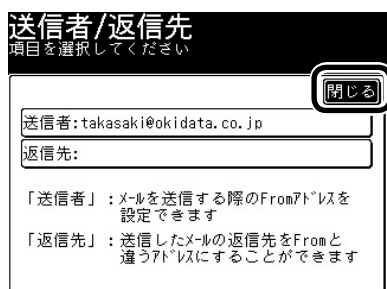 送信者/返信先
項目を選択してください
閉じる
送信者:takasaki@okidata.co.jp
返信先:
「送信者」:ﾒｰﾙを送信する際のFromｱﾄﾞﾚｽを
設定できます
「返信先」:送信したﾒｰﾙの返信先をFromと
違うｱﾄﾞﾚｽにすることができます